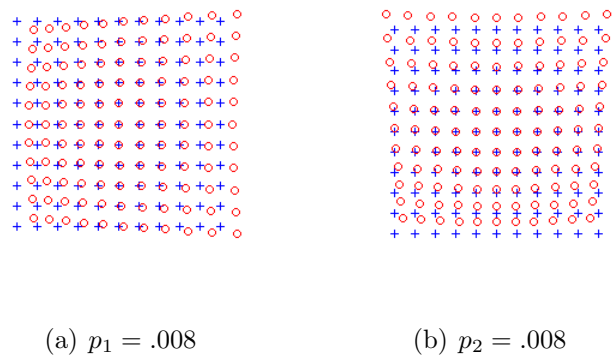 (a) p₁ = .008
(b) p₂ = .008